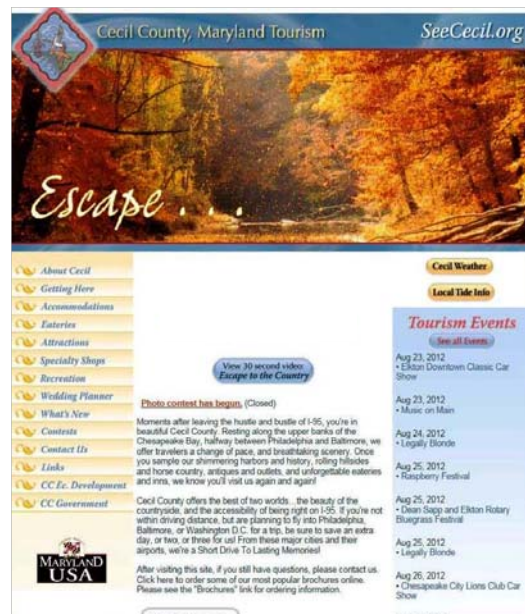 Cecil County, Maryland Tourism
SeeCecil.org
Escape . . .
About Cecil
Getting Here
Accommodations
Eateries
Attractions
Specialty Shops
Recreation
Wedding Planner
What's New
Contests
Contact Us
Links
CC Ec. Development
CC Government
MARYLAND
USA
View 30 second video:
Escape to the Country
Photo contest has begun. (Closed)
Moments after leaving the hustle and bustle of I-95, you're in
beautiful Cecil County. Resting along the upper banks of the
Chesapeake Bay, halfway between Philadelphia and Baltimore, we
offer travelers a change of pace, and breathtaking scenery. Once
you sample our shimmering harbors and history, rolling hillsides
and horse country, antiques and outlets, and unforgettable eateries
and inns, we know you'll visit us again and again!
Cecil County offers the best of two worlds...the beauty of the
countryside, and the accessibility of being right on I-95. If you're not
within driving distance, but are planning to fly into Philadelphia,
Baltimore, or Washington D.C. for a trip, be sure to save an extra
day, or two, or three for us! From these major cities and their
airports, we're a Short Drive To Lasting Memories!
After visiting this site, if you still have questions, please contact us.
Click here to order some of our most popular brochures online.
Please see the "Brochures" link for ordering information.
Cecil Weather
Local Tide Info
Tourism Events
See all Events
Aug 23, 2012
• Elkton Downtown Classic Car
Show
Aug 23, 2012
• Music on Main
Aug 24, 2012
• Legally Blonde
Aug 25, 2012
• Raspberry Festival
Aug 25, 2012
• Dean Sapp and Elkton Rotary
Bluegrass Festival
Aug 25, 2012
• Legally Blonde
Aug 26, 2012
• Chesapeake City Lions Club Car
Show